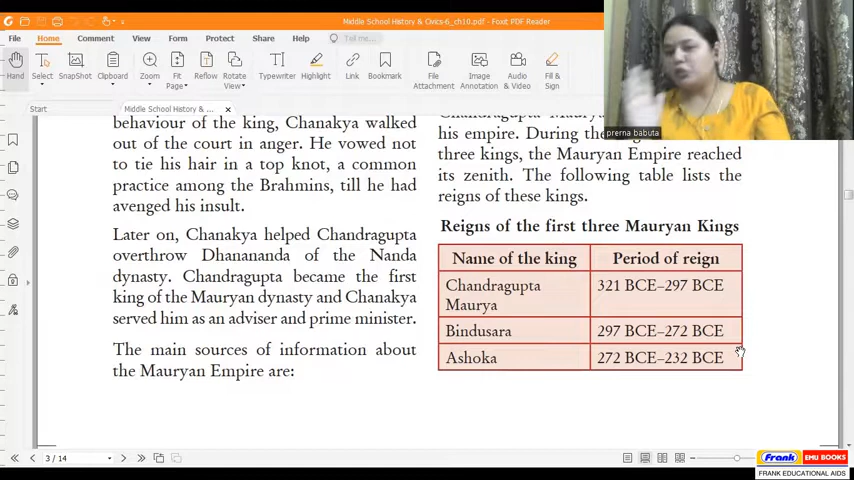 Middle School History & Civics-6_ch10.pdf - Foxit PDF Reader
File Home Comment View Form Protect Share Help Tell me...
Hand Select SnapShot Clipboard Zoom Fit Page Reflow Rotate View Typewriter Highlight Link Bookmark File Attachment Image Annotation Audio & Video Fill & Sign
Start Middle School History & ...
prerna babuta
behaviour of the king, Chanakya walked
out of the court in anger. He vowed not
to tie his hair in a top knot, a common
practice among the Brahmins, till he had
avenged his insult.
Later on, Chanakya helped Chandragupta
overthrow Dhanananda of the Nanda
dynasty. Chandragupta became the first
king of the Mauryan dynasty and Chanakya
served him as an adviser and prime minister.
The main sources of information about
the Mauryan Empire are:
his empire. During the
three kings, the Mauryan Empire reached
its zenith. The following table lists the
reigns of these kings.
Reigns of the first three Mauryan Kings
Name of the king Period of reign
Chandragupta Maurya 321 BCE–297 BCE
Bindusara 297 BCE–272 BCE
Ashoka 272 BCE–232 BCE
3 / 14
Frank EMU BOOKS
FRANK EDUCATIONAL AIDS